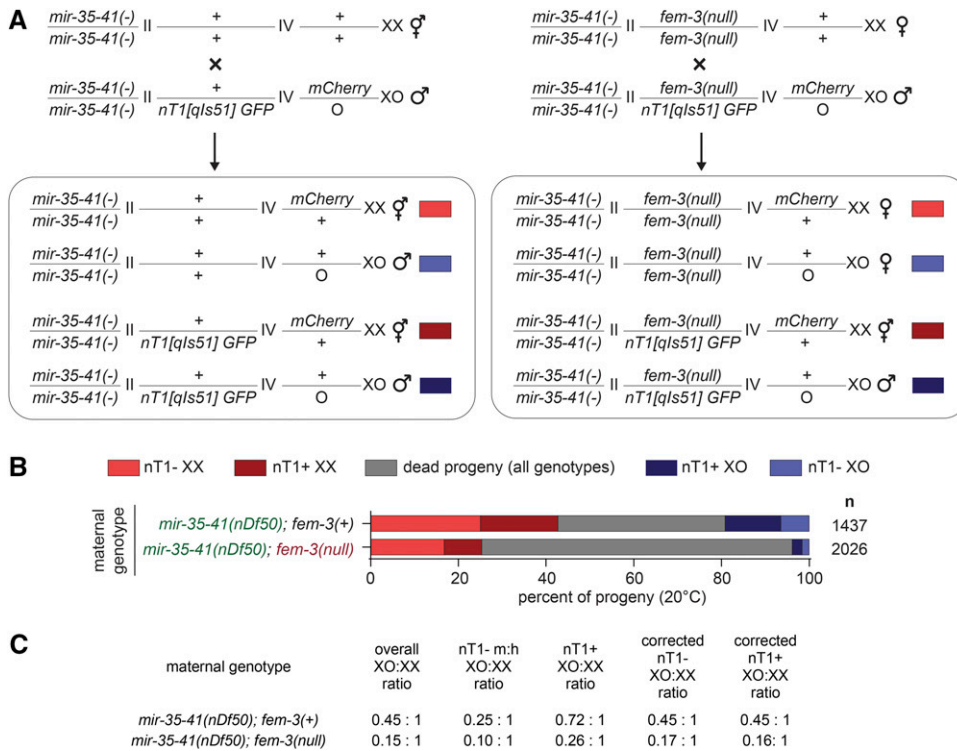 A
mir-35-41(-) II + IV + XX ⚥
mir-35-41(-) + +
×
mir-35-41(-) II + IV mCherry XO ♂
mir-35-41(-) nT1[qIs51] GFP O
mir-35-41(-) II + IV mCherry XX ⚥
mir-35-41(-) + +
mir-35-41(-) II + IV + XO ♂
mir-35-41(-) + O
mir-35-41(-) II + IV mCherry XX ⚥
mir-35-41(-) nT1[qIs51] GFP +
mir-35-41(-) II + IV + XO ♂
mir-35-41(-) nT1[qIs51] GFP O
mir-35-41(-) II fem-3(null) IV + XX ♀
mir-35-41(-) fem-3(null) +
×
mir-35-41(-) II fem-3(null) IV mCherry XO ♂
mir-35-41(-) nT1[qIs51] GFP O
mir-35-41(-) II fem-3(null) IV mCherry XX ♀
mir-35-41(-) fem-3(null) +
mir-35-41(-) II fem-3(null) IV + XO ♀
mir-35-41(-) fem-3(null) O
mir-35-41(-) II fem-3(null) IV mCherry XX ⚥
mir-35-41(-) nT1[qIs51] GFP +
mir-35-41(-) II fem-3(null) IV + XO ♂
mir-35-41(-) nT1[qIs51] GFP O
B
nT1- XX nT1+ XX dead progeny (all genotypes) nT1+ XO nT1- XO
maternal
genotype
n
mir-35-41(nDf50); fem-3(+) 1437
mir-35-41(nDf50); fem-3(null) 2026
0 20 40 60 80 100
percent of progeny (20°C)
C
maternal genotype
overall
XO:XX
ratio
nT1- m:h
XO:XX
ratio
nT1+
XO:XX
ratio
corrected
nT1-
XO:XX
ratio
corrected
nT1+
XO:XX
ratio
mir-35-41(nDf50); fem-3(+) 0.45 : 1 0.25 : 1 0.72 : 1 0.45 : 1 0.45 : 1
mir-35-41(nDf50); fem-3(null) 0.15 : 1 0.10 : 1 0.26 : 1 0.17 : 1 0.16: 1